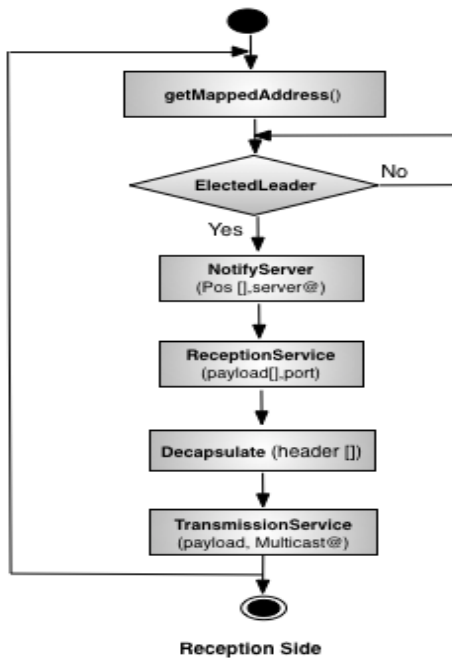 getMappedAddress()
ElectedLeader
No
Yes
NotifyServer
(Pos [],server@)
ReceptionService
(payload[],port)
Decapsulate (header [])
TransmissionService
(payload, Multicast@)
Reception Side